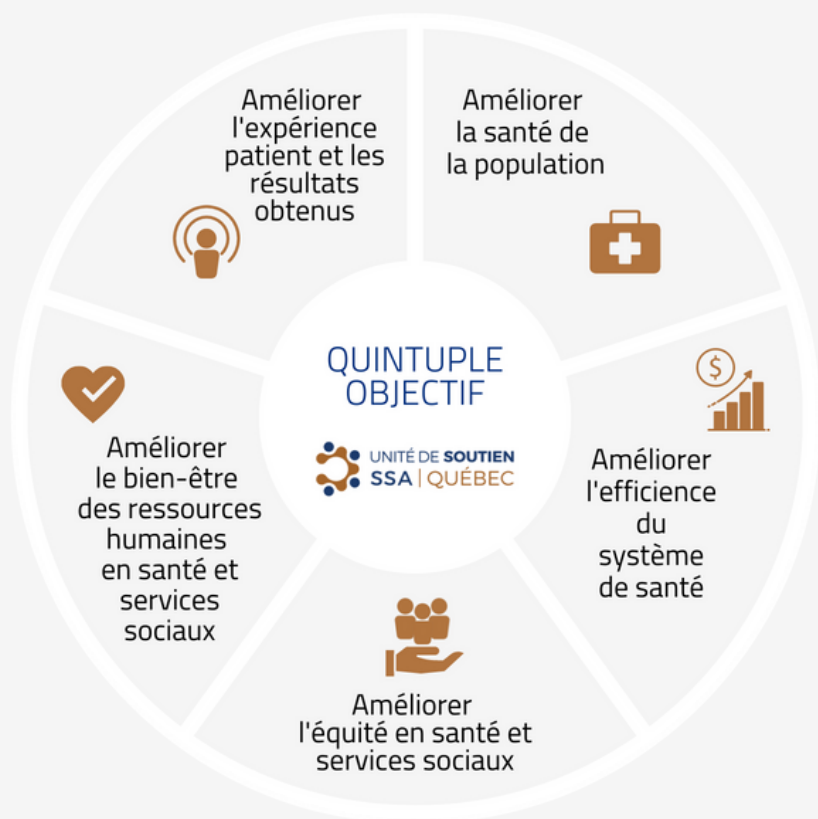 Améliorer
l'expérience
patient et les
résultats
obtenus
Améliorer
la santé de
la population
QUINTUPLE
OBJECTIF
UNITÉ DE SOUTIEN
SSA | QUÉBEC
$
Améliorer
l'efficience
du
système
de santé
Améliorer
le bien-être
des ressources
humaines
en santé et
services
sociaux
Améliorer
l'équité en santé et
services sociaux